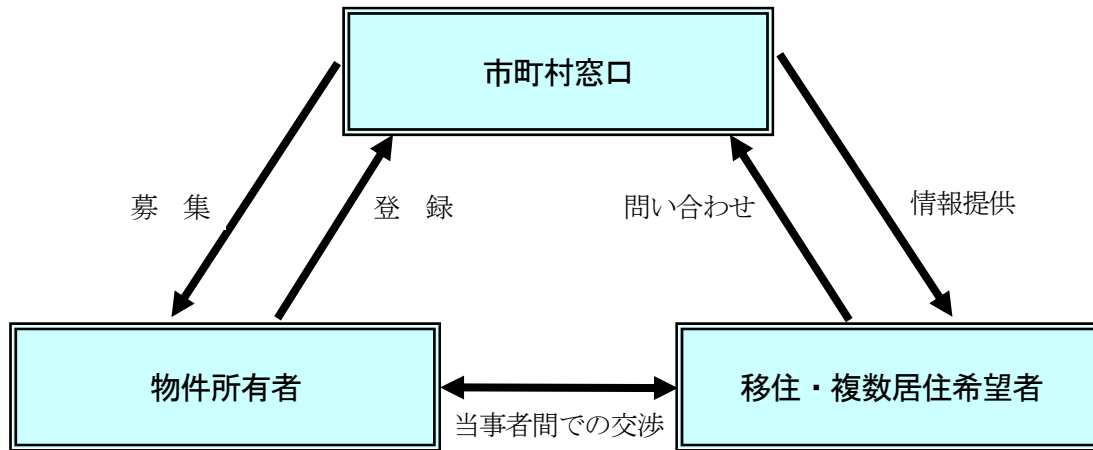 市町村窓口
募　集
登　録
問い合わせ
情報提供
物件所有者
移住・複数居住希望者
当事者間での交渉